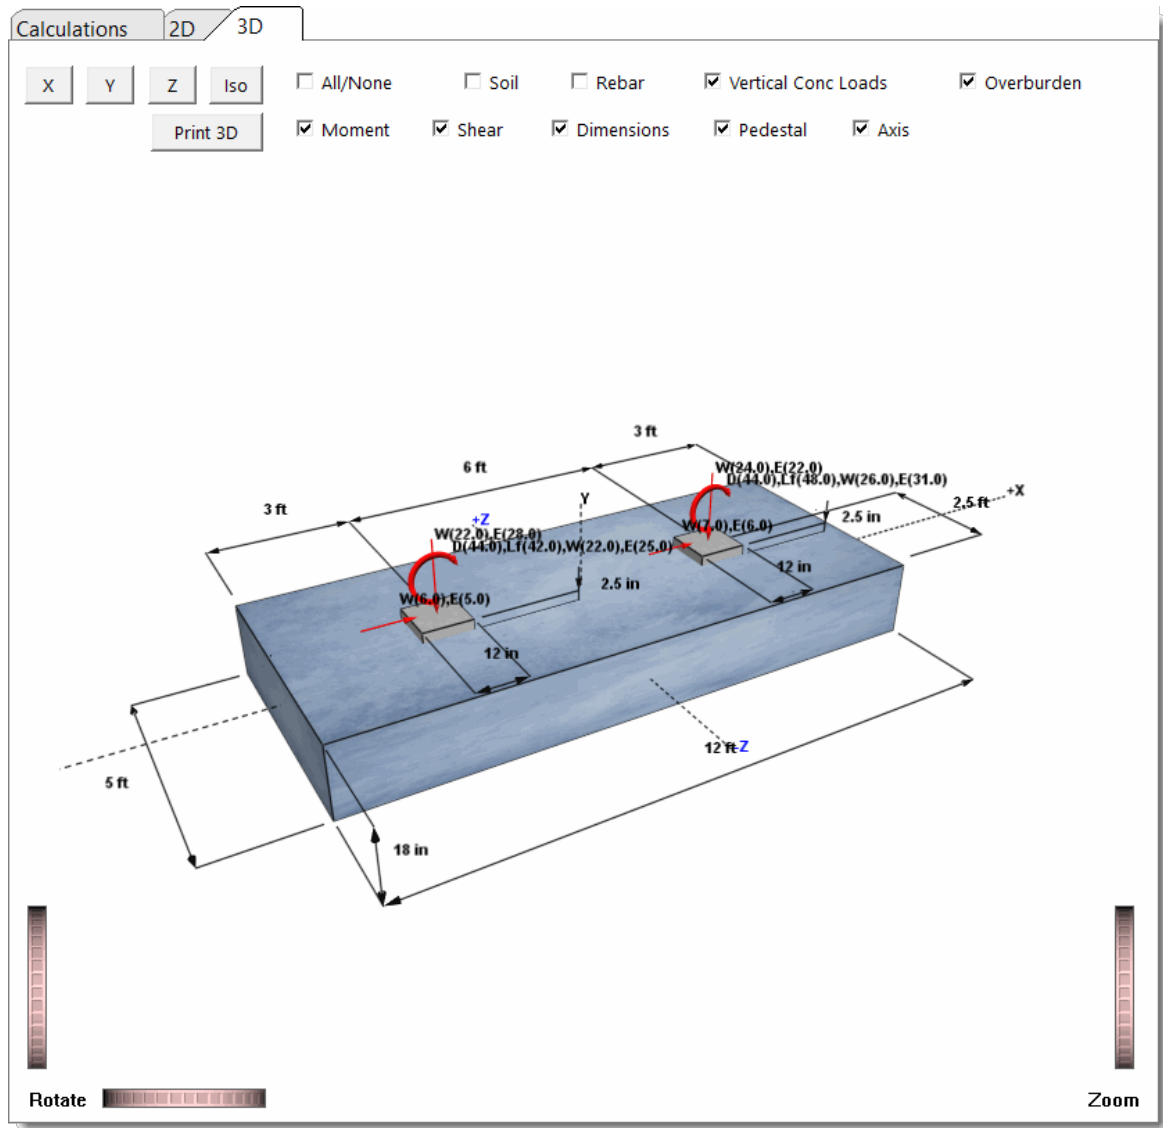 Calculations
2D
3D
X
Y
Z
Iso
All/None
Soil
Rebar
Vertical Conc Loads
Overburden
Print 3D
Moment
Shear
Dimensions
Pedestal
Axis
3 ft
6 ft
3 ft
W(24.0),E(22.0)
D(44.0),Lf(48.0),W(26.0),E(31.0)
+X
2.5 ft
Y
2.5 in
+Z
W(7.0),E(6.0)
W(22.0),E(28.0)
D(44.0),Lf(42.0),W(22.0),E(25.0)
12 in
2.5 in
W(6.0),E(5.0)
12 in
12 ft
-Z
5 ft
18 in
Rotate
Zoom